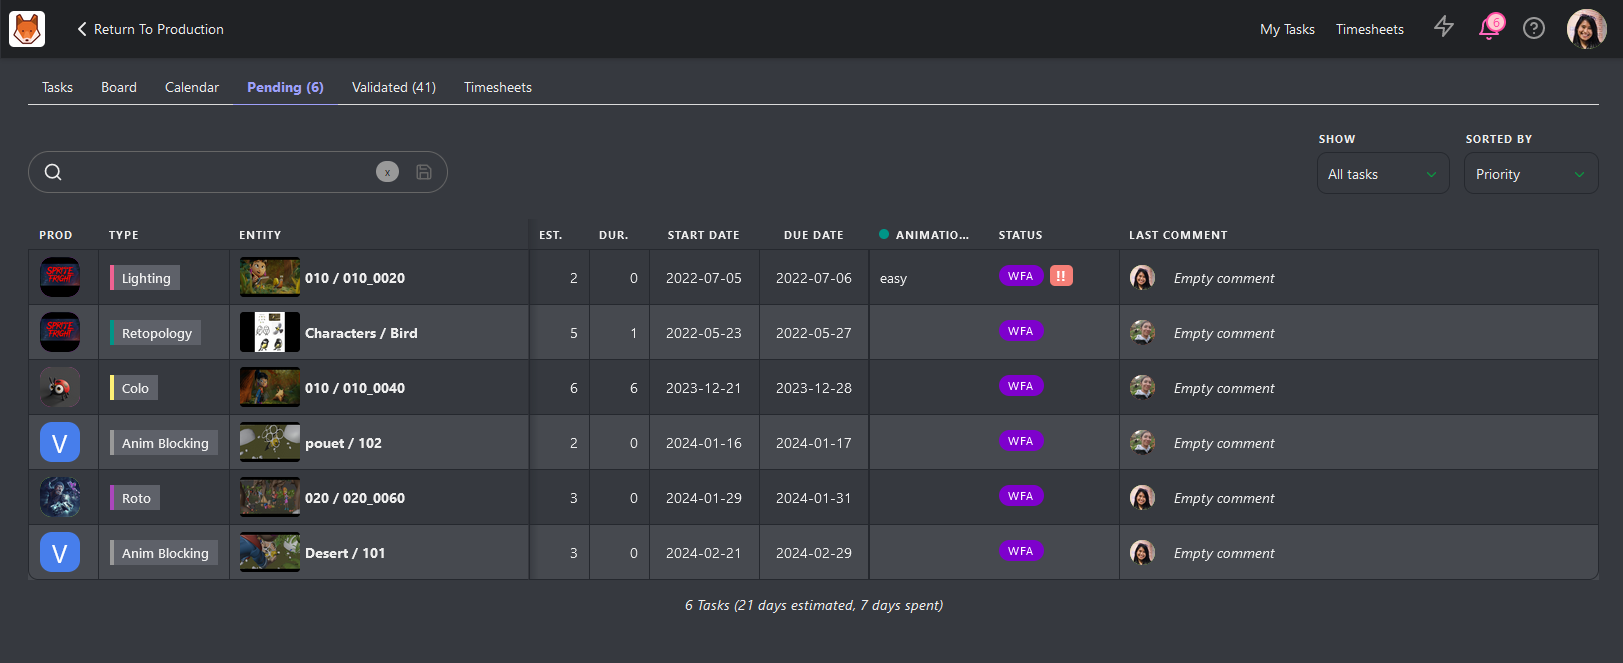 Return To Production
My Tasks
Timesheets
6
Tasks
Board
Calendar
Pending (6)
Validated (41)
Timesheets
x
SHOW
All tasks
SORTED BY
Priority
PROD TYPE ENTITY EST. DUR. START DATE DUE DATE ANIMATIO... STATUS LAST COMMENT
SPRITE FRIGHT Lighting 010 / 010_0020 2 0 2022-07-05 2022-07-06 easy WFA !! Empty comment
SPRITE FRIGHT Retopology Characters / Bird 5 1 2022-05-23 2022-05-27 WFA Empty comment
Colo 010 / 010_0040 6 6 2023-12-21 2023-12-28 WFA Empty comment
V Anim Blocking pouet / 102 2 0 2024-01-16 2024-01-17 WFA Empty comment
Roto 020 / 020_0060 3 0 2024-01-29 2024-01-31 WFA Empty comment
V Anim Blocking Desert / 101 3 0 2024-02-21 2024-02-29 WFA Empty comment
6 Tasks (21 days estimated, 7 days spent)